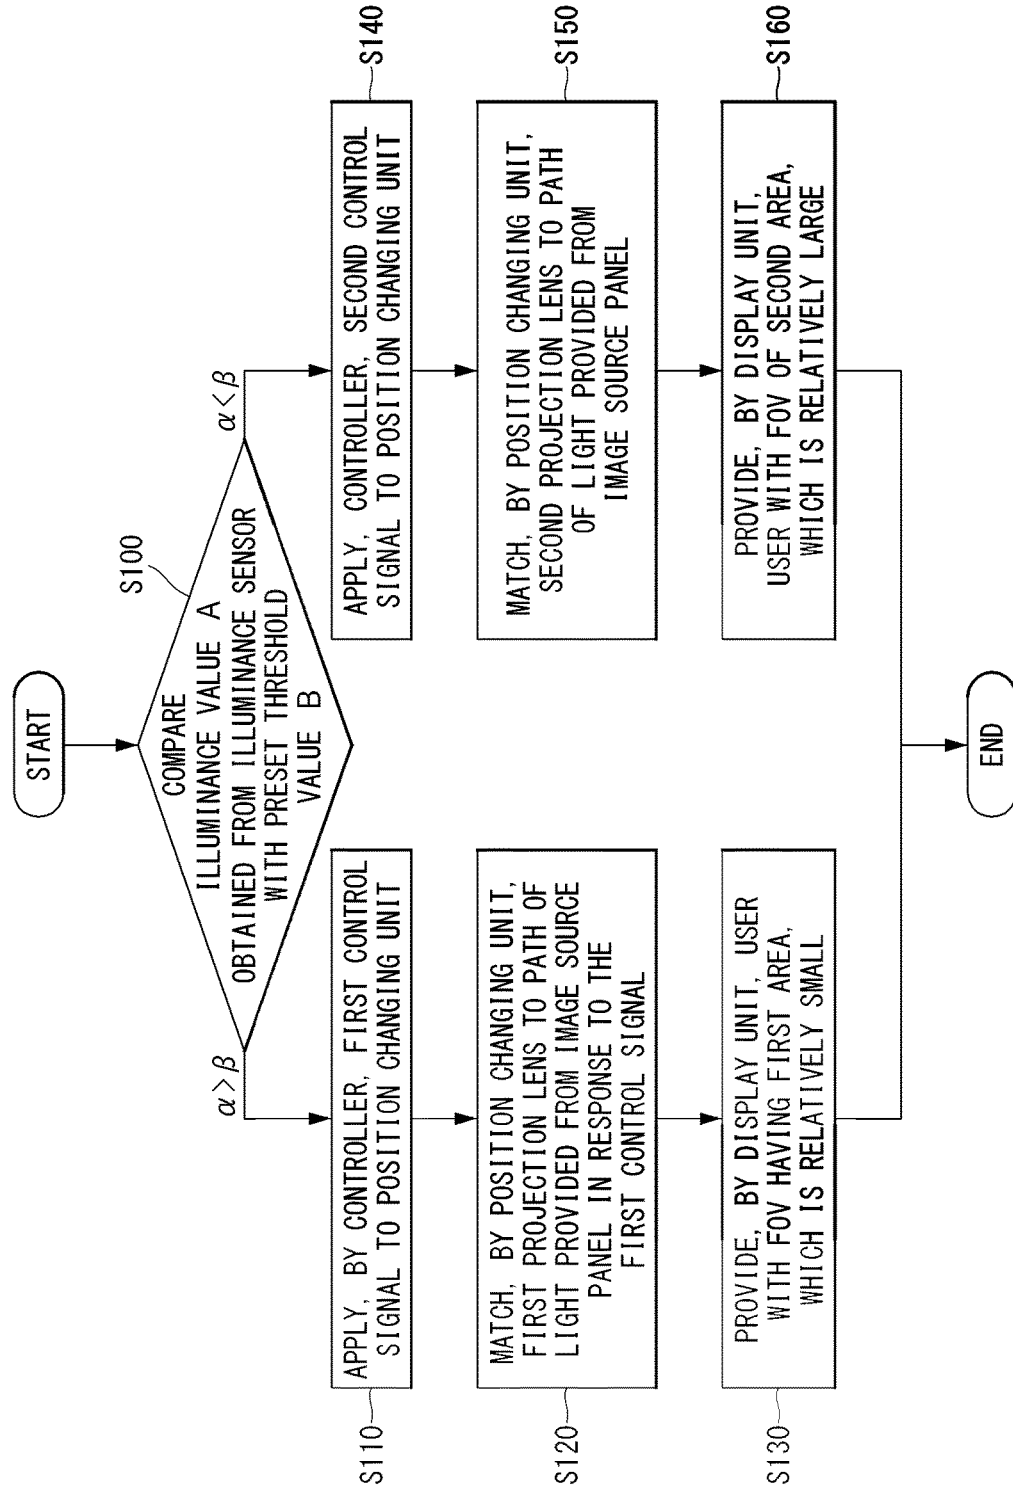 START
S100
COMPARE
ILLUMINANCE VALUE A
OBTAINED FROM ILLUMINANCE SENSOR
WITH PRESET THRESHOLD
VALUE B
α>β
α<β
S110
APPLY, BY CONTROLLER, FIRST CONTROL
SIGNAL TO POSITION CHANGING UNIT
S120
MATCH, BY POSITION CHANGING UNIT,
FIRST PROJECTION LENS TO PATH OF
LIGHT PROVIDED FROM IMAGE SOURCE
PANEL IN RESPONSE TO THE
FIRST CONTROL SIGNAL
S130
PROVIDE, BY DISPLAY UNIT, USER
WITH FOV HAVING FIRST AREA,
WHICH IS RELATIVELY SMALL
APPLY, CONTROLLER, SECOND CONTROL
SIGNAL TO POSITION CHANGING UNIT
S140
MATCH, BY POSITION CHANGING UNIT,
SECOND PROJECTION LENS TO PATH
OF LIGHT PROVIDED FROM
IMAGE SOURCE PANEL
S150
PROVIDE, BY DISPLAY UNIT,
USER WITH FOV OF SECOND AREA,
WHICH IS RELATIVELY LARGE
S160
END